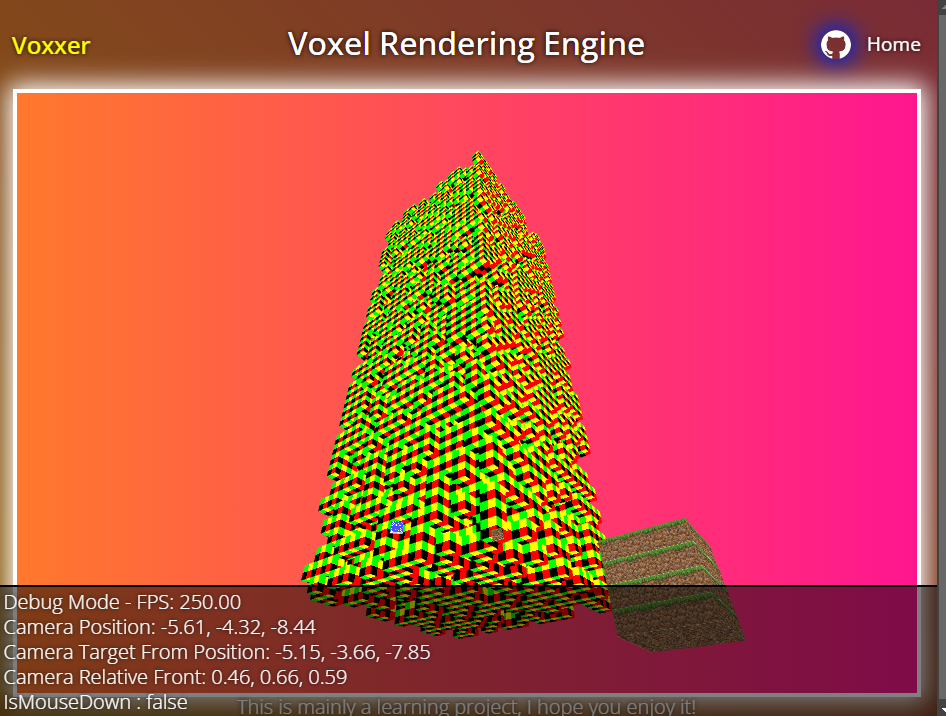 Voxxer
Voxel Rendering Engine
Home
Debug Mode - FPS: 250.00
Camera Position: -5.61, -4.32, -8.44
Camera Target From Position: -5.15, -3.66, -7.85
Camera Relative Front: 0.46, 0.66, 0.59
IsMouseDown : false
This is mainly a learning project, I hope you enjoy it!